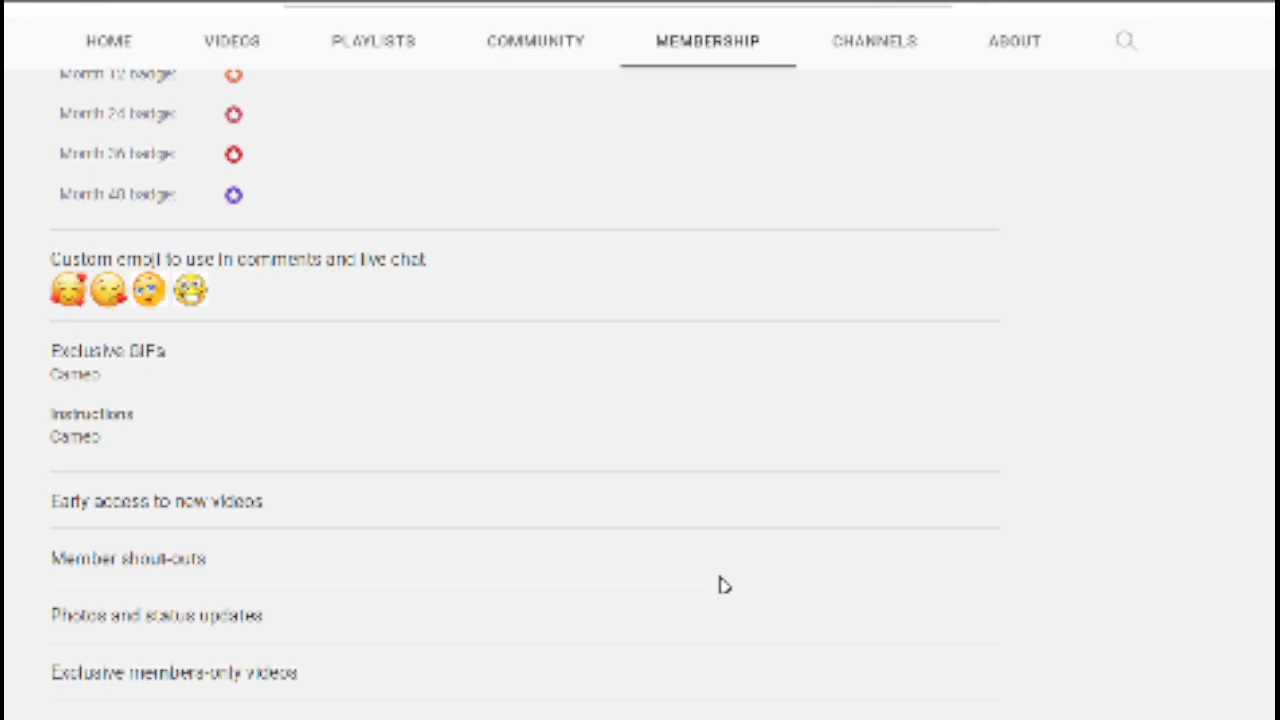 HOME VIDEOS PLAYLISTS COMMUNITY MEMBERSHIP CHANNELS ABOUT
Month 12 badge:
Month 24 badge:
Month 36 badge:
Month 48 badge:
Custom emoji to use in comments and live chat
Exclusive GIFs
Cameo
Instructions
Cameo
Early access to new videos
Member shout-outs
Photos and status updates
Exclusive members-only videos